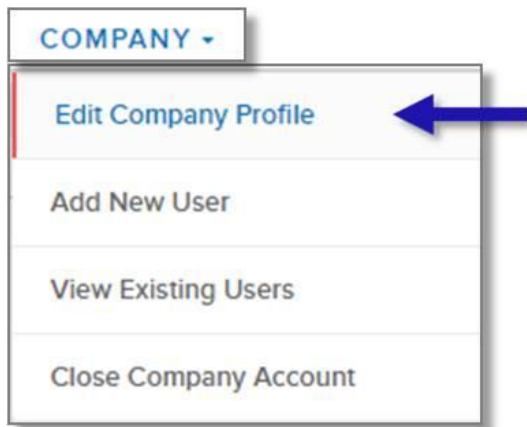 COMPANY
Edit Company Profile
Add New User
View Existing Users
Close Company Account